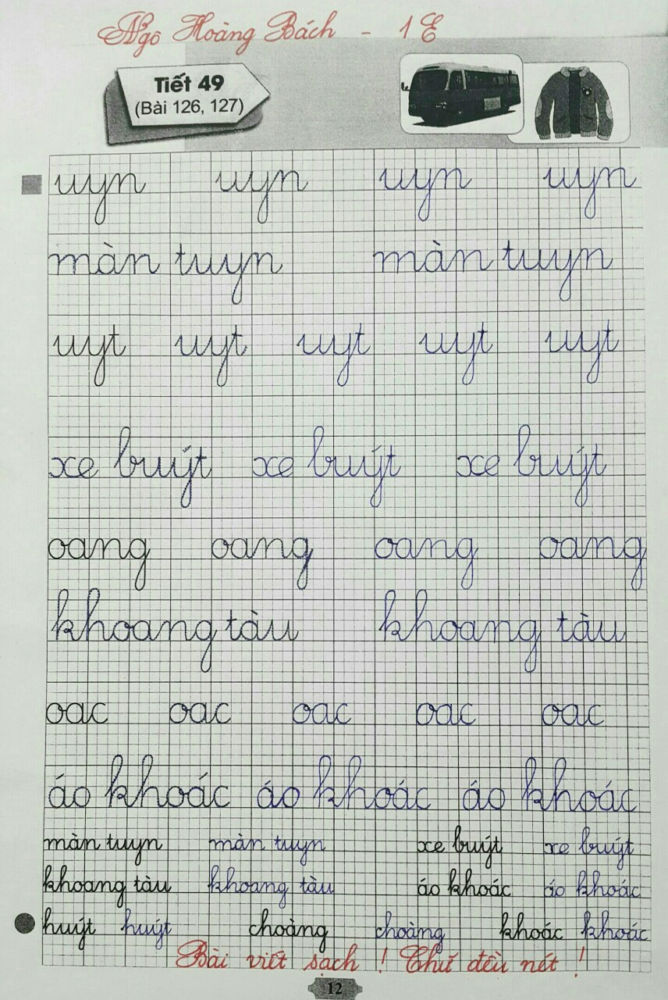 Ngô Hoàng Bách - 1E
Tiết 49
(Bài 126, 127)
uyn uyn uyn uyn
màn tuyn màn tuyn
uyt uyt uyt uyt uyt
xe buýt xe buýt xe buýt
oang oang oang oang
khoang tàu khoang tàu
oac oac oac oac oac
áo khoác áo khoác áo khoác
màn tuyn màn tuyn xe buýt xe buýt
khoang tàu khoang tàu áo khoác áo khoác
huýt huýt choàng choàng khoác khoác
Bài viết sạch ! Chữ đều nét !
12